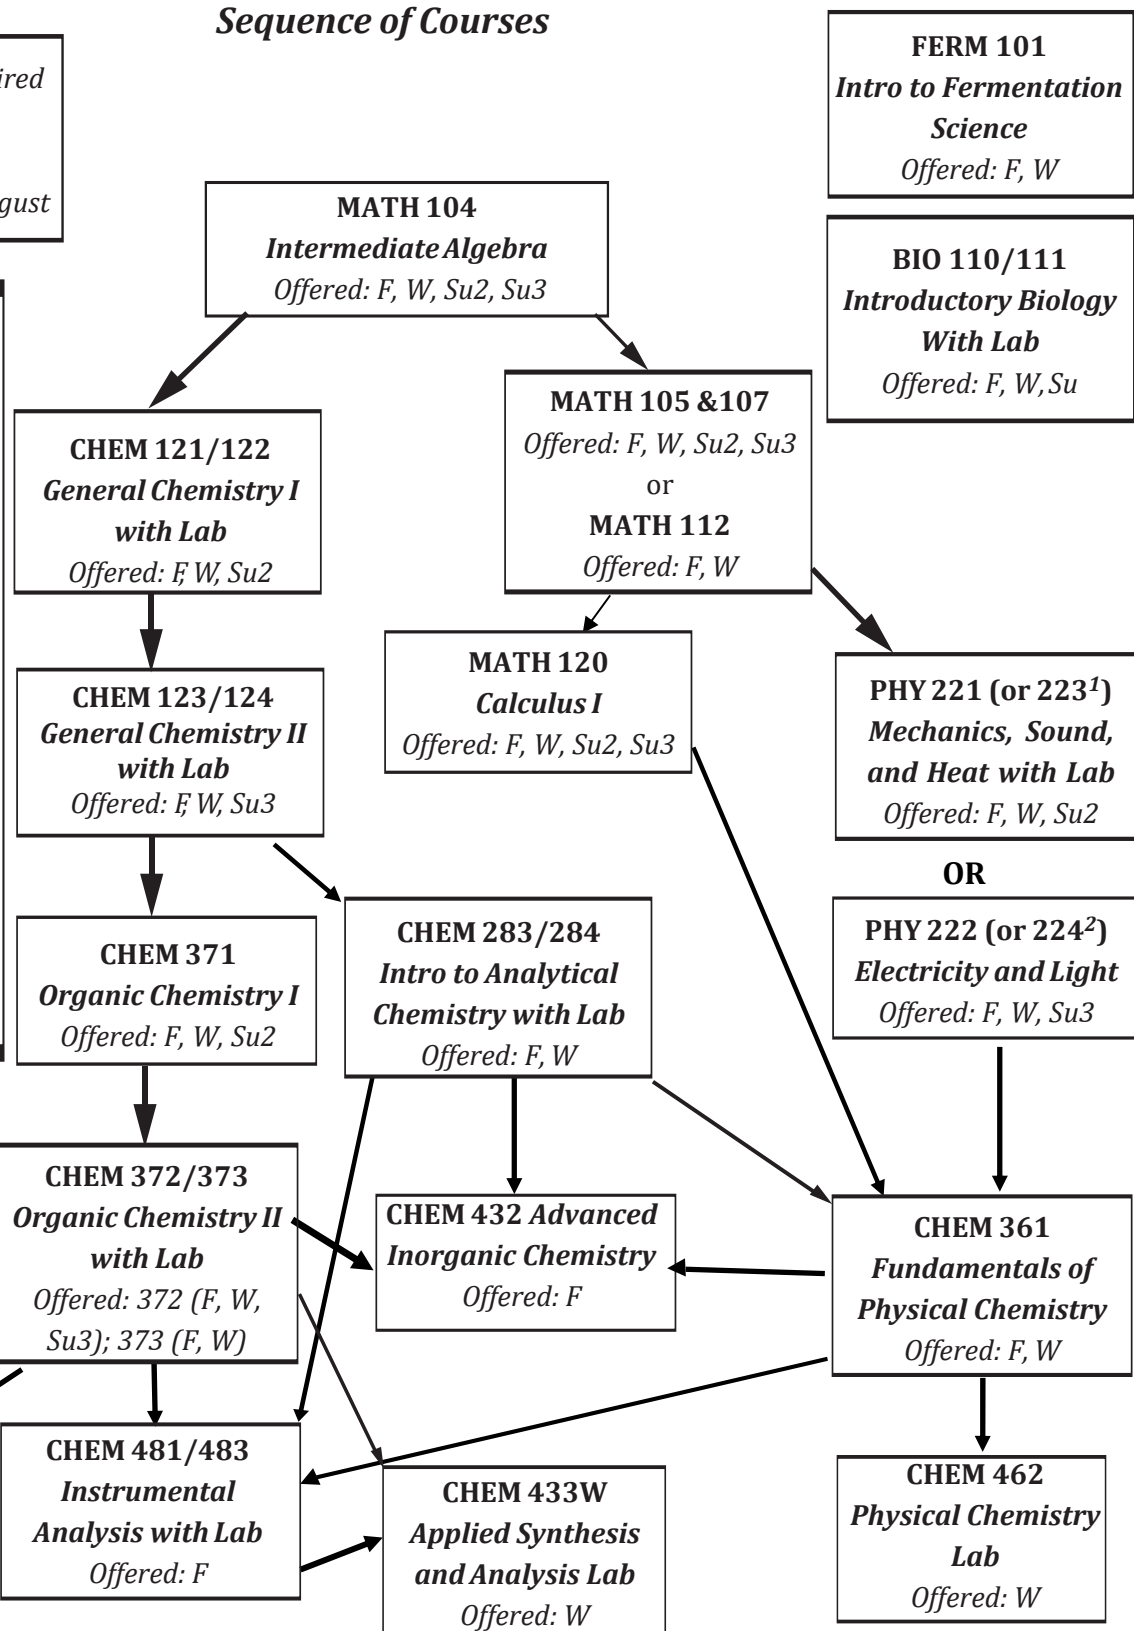 Sequence of Courses
FERM 101
Intro to Fermentation
Science
Offered: F, W
MATH 104
Intermediate Algebra
Offered: F, W, Su2, Su3
BIO 110/111
Introductory Biology
With Lab
Offered: F, W, Su
CHEM 121/122
General Chemistry I
with Lab
Offered: F, W, Su2
MATH 105 &107
Offered: F, W, Su2, Su3
or
MATH 112
Offered: F, W
CHEM 123/124
General Chemistry II
with Lab
Offered: F, W, Su3
MATH 120
Calculus I
Offered: F, W, Su2, Su3
PHY 221 (or 223¹)
Mechanics, Sound,
and Heat with Lab
Offered: F, W, Su2
OR
PHY 222 (or 224²)
Electricity and Light
Offered: F, W, Su3
CHEM 371
Organic Chemistry I
Offered: F, W, Su2
CHEM 283/284
Intro to Analytical
Chemistry with Lab
Offered: F, W
CHEM 372/373
Organic Chemistry II
with Lab
Offered: 372 (F, W,
Su3); 373 (F, W)
CHEM 432 Advanced
Inorganic Chemistry
Offered: F
CHEM 361
Fundamentals of
Physical Chemistry
Offered: F, W
CHEM 481/483
Instrumental
Analysis with Lab
Offered: F
CHEM 433W
Applied Synthesis
and Analysis Lab
Offered: W
CHEM 462
Physical Chemistry
Lab
Offered: W